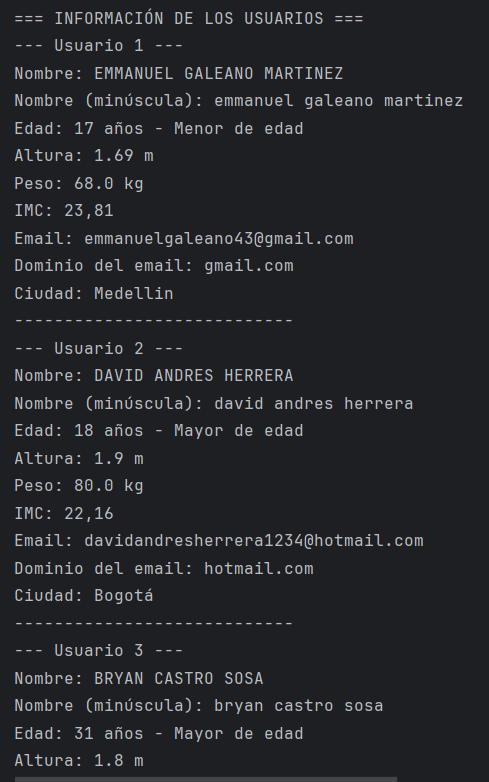 === INFORMACIÓN DE LOS USUARIOS ===
--- Usuario 1 ---
Nombre: EMMANUEL GALEANO MARTINEZ
Nombre (minúscula): emmanuel galeano martinez
Edad: 17 años - Menor de edad
Altura: 1.69 m
Peso: 68.0 kg
IMC: 23,81
Email: emmanuelgaleano43@gmail.com
Dominio del email: gmail.com
Ciudad: Medellin
----------------------------
--- Usuario 2 ---
Nombre: DAVID ANDRES HERRERA
Nombre (minúscula): david andres herrera
Edad: 18 años - Mayor de edad
Altura: 1.9 m
Peso: 80.0 kg
IMC: 22,16
Email: davidandresherrera1234@hotmail.com
Dominio del email: hotmail.com
Ciudad: Bogotá
----------------------------
--- Usuario 3 ---
Nombre: BRYAN CASTRO SOSA
Nombre (minúscula): bryan castro sosa
Edad: 31 años - Mayor de edad
Altura: 1.8 m